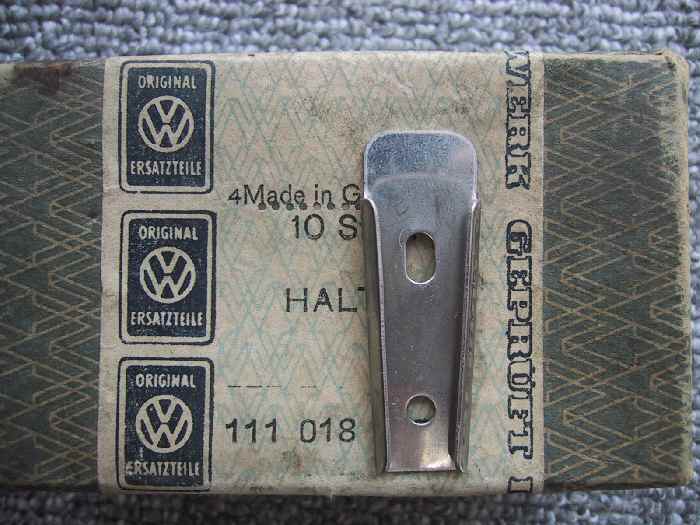 ORIGINAL
VW
ERSATZTEILE
ORIGINAL
VW
ERSATZTEILE
ORIGINAL
VW
ERSATZTEILE
4Made in G
10 S
HALT
111 018
WERK GEPRÜFT